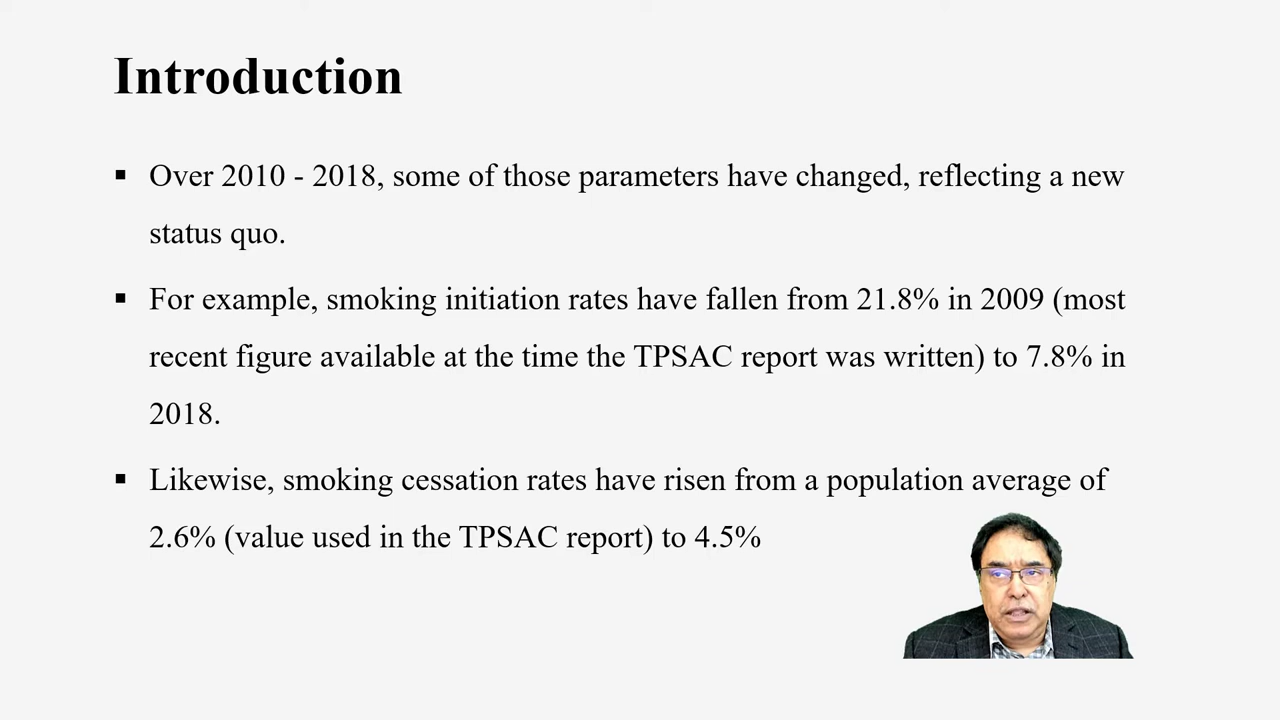 Introduction
▪ Over 2010 - 2018, some of those parameters have changed, reflecting a new
status quo.
▪ For example, smoking initiation rates have fallen from 21.8% in 2009 (most
recent figure available at the time the TPSAC report was written) to 7.8% in
2018.
▪ Likewise, smoking cessation rates have risen from a population average of
2.6% (value used in the TPSAC report) to 4.5%